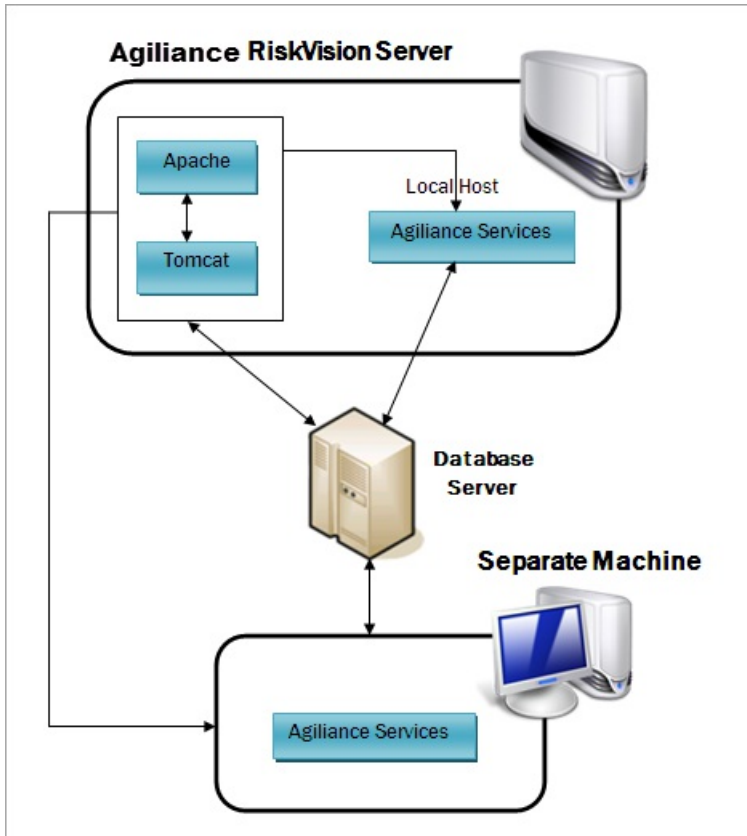 Agiliance RiskVision Server
Apache
Local Host
Agiliance Services
Tomcat
Database
Server
Separate Machine
Agiliance Services